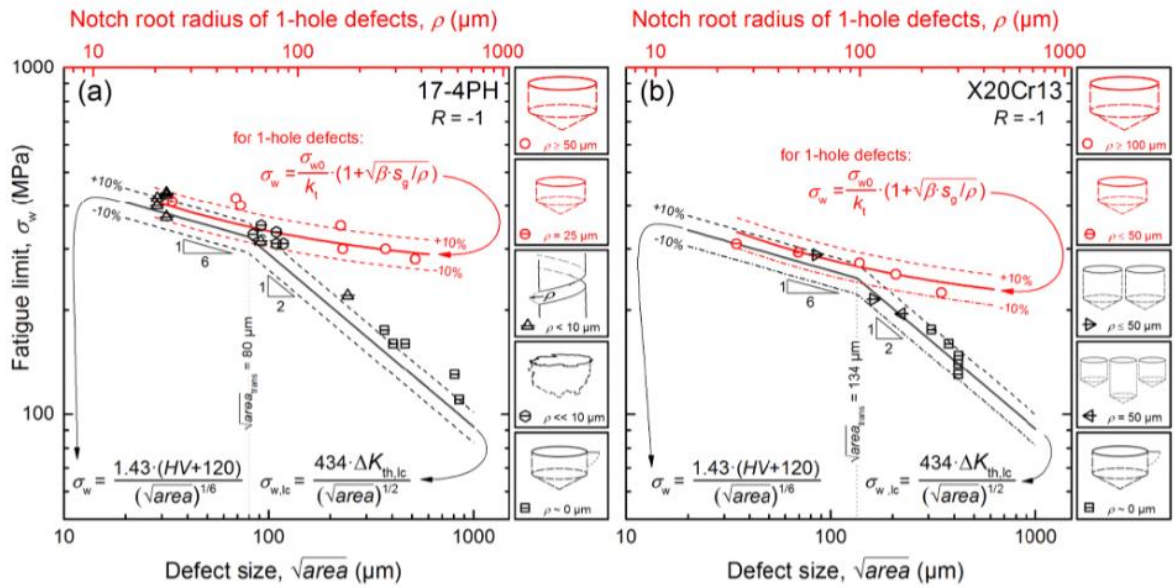 Notch root radius of 1-hole defects, ρ (µm)
10 100 1000
Notch root radius of 1-hole defects, ρ (µm)
10 100 1000
Fatigue limit, σw (MPa)
1000
100
(a)
17-4PH
R = -1
for 1-hole defects:
σw = σw0/kt·(1+√β·sg/ρ)
+10%
-10%
+10%
-10%
1
6
1
2
√areatrans = 80 µm
σw = 1.43·(HV+120)/(√area)1/6
σw,lc = 434·ΔKth,lc/(√area)1/2
10 100 1000
Defect size, √area (µm)
ρ ≥ 50 µm
ρ = 25 µm
ρ
ρ < 10 µm
ρ << 10 µm
ρ ~ 0 µm
(b)
X20Cr13
R = -1
for 1-hole defects:
σw = σw0/kt·(1+√β·sg/ρ)
+10%
-10%
+10%
-10%
1
6
1
2
√areatrans = 134 µm
σw = 1.43·(HV+120)/(√area)1/6
σw,lc = 434·ΔKth,lc/(√area)1/2
10 100 1000
Defect size, √area (µm)
ρ ≥ 100 µm
ρ ≤ 50 µm
ρ ≤ 50 µm
ρ = 50 µm
ρ ~ 0 µm